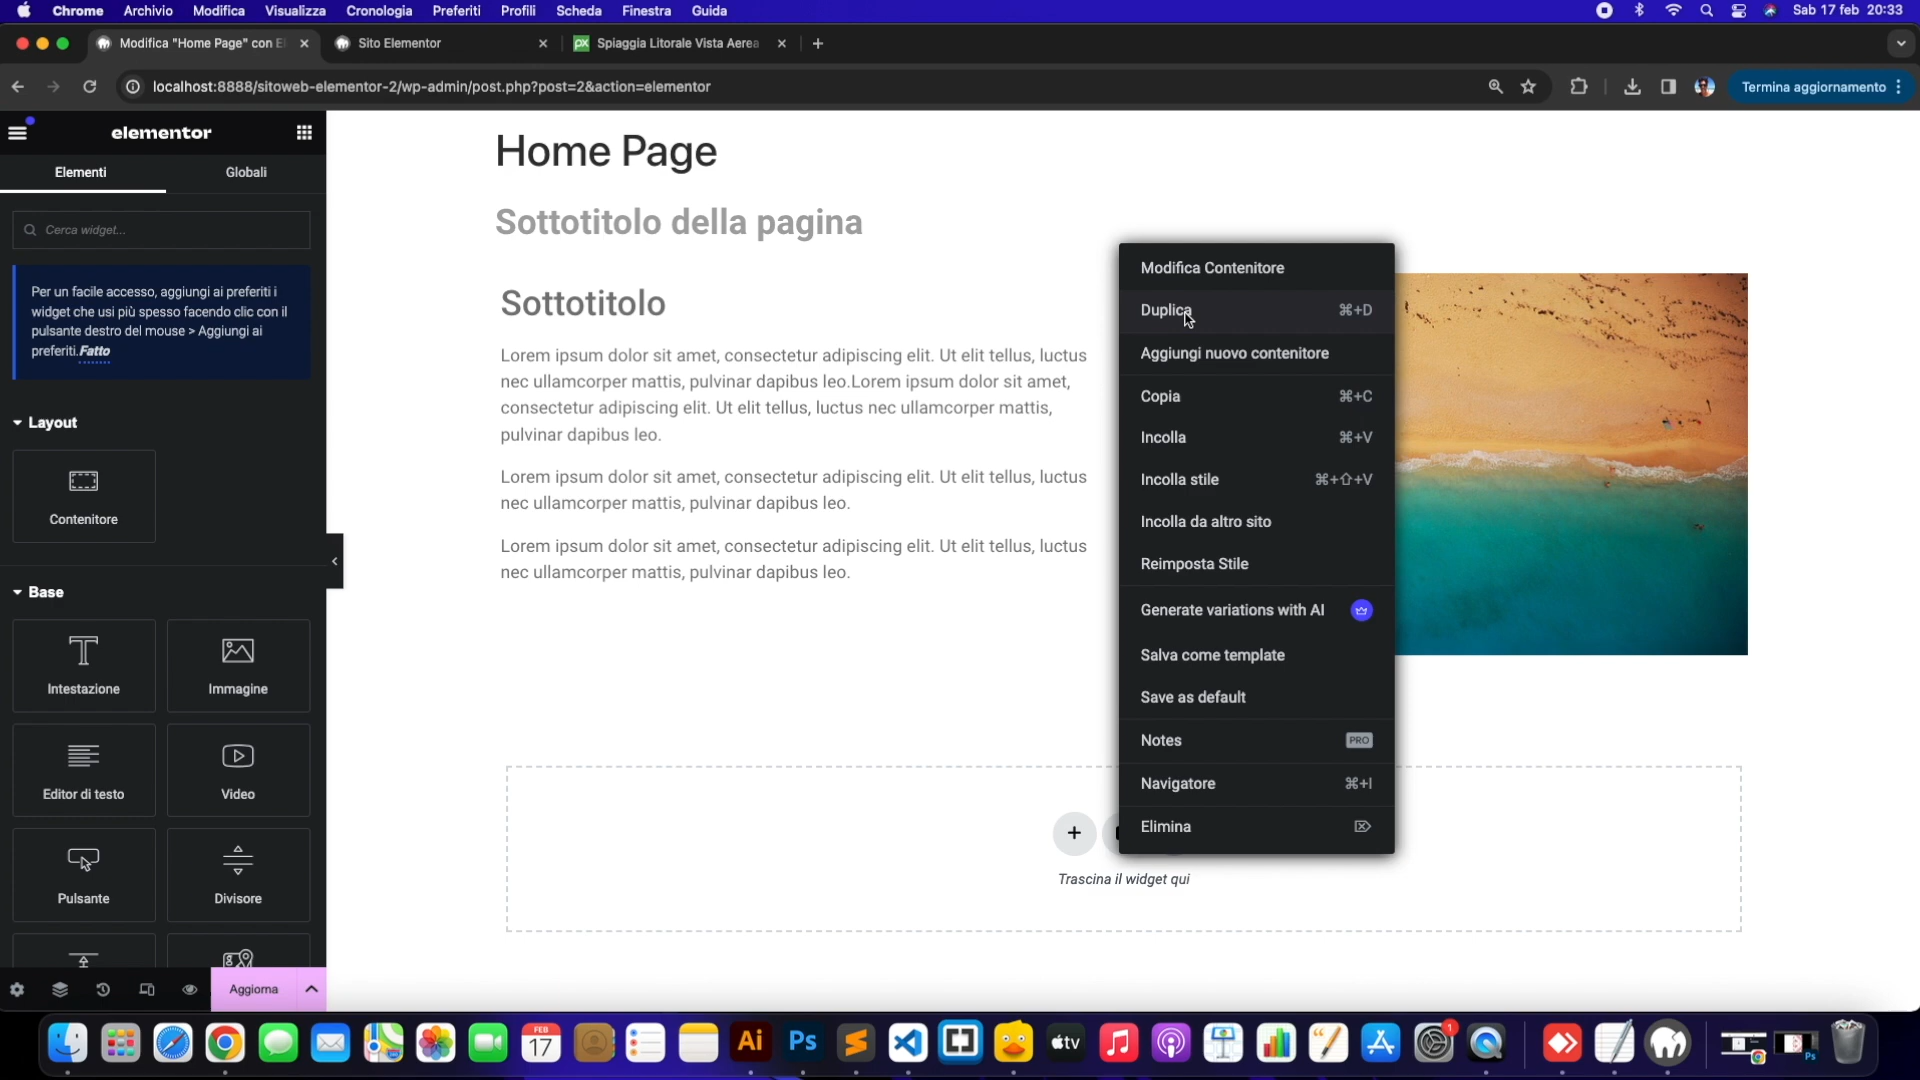 Chrome Archivio Modifica Visualizza Cronologia Preferiti Profili Scheda Finestra Guida Sab 17 feb 20:33
Modifica "Home Page" con El
Sito Elementor
Spiaggia Litorale Vista Aerea
localhost:8888/sitoweb-elementor-2/wp-admin/post.php?post=2&action=elementor
Termina aggiornamento
elementor
Elementi Globali
Cerca widget...
Per un facile accesso, aggiungi ai preferiti i
widget che usi più spesso facendo clic con il
pulsante destro del mouse > Aggiungi ai
preferiti.Fatto
Layout
Contenitore
Base
Intestazione Immagine
Editor di testo Video
Pulsante Divisore
Aggiorna
Home Page
Sottotitolo della pagina
Sottotitolo
Lorem ipsum dolor sit amet, consectetur adipiscing elit. Ut elit tellus, luctus
nec ullamcorper mattis, pulvinar dapibus leo.Lorem ipsum dolor sit amet,
consectetur adipiscing elit. Ut elit tellus, luctus nec ullamcorper mattis,
pulvinar dapibus leo.
Lorem ipsum dolor sit amet, consectetur adipiscing elit. Ut elit tellus, luctus
nec ullamcorper mattis, pulvinar dapibus leo.
Lorem ipsum dolor sit amet, consectetur adipiscing elit. Ut elit tellus, luctus
nec ullamcorper mattis, pulvinar dapibus leo.
Modifica Contenitore
Duplica ⌘+D
Aggiungi nuovo contenitore
Copia ⌘+C
Incolla ⌘+V
Incolla stile ⌘+⇧+V
Incolla da altro sito
Reimposta Stile
Generate variations with AI
Salva come template
Save as default
Notes PRO
Navigatore ⌘+I
Elimina ⌦
Trascina il widget qui
FEB
17
Ai
Ps
tv
1
Ps